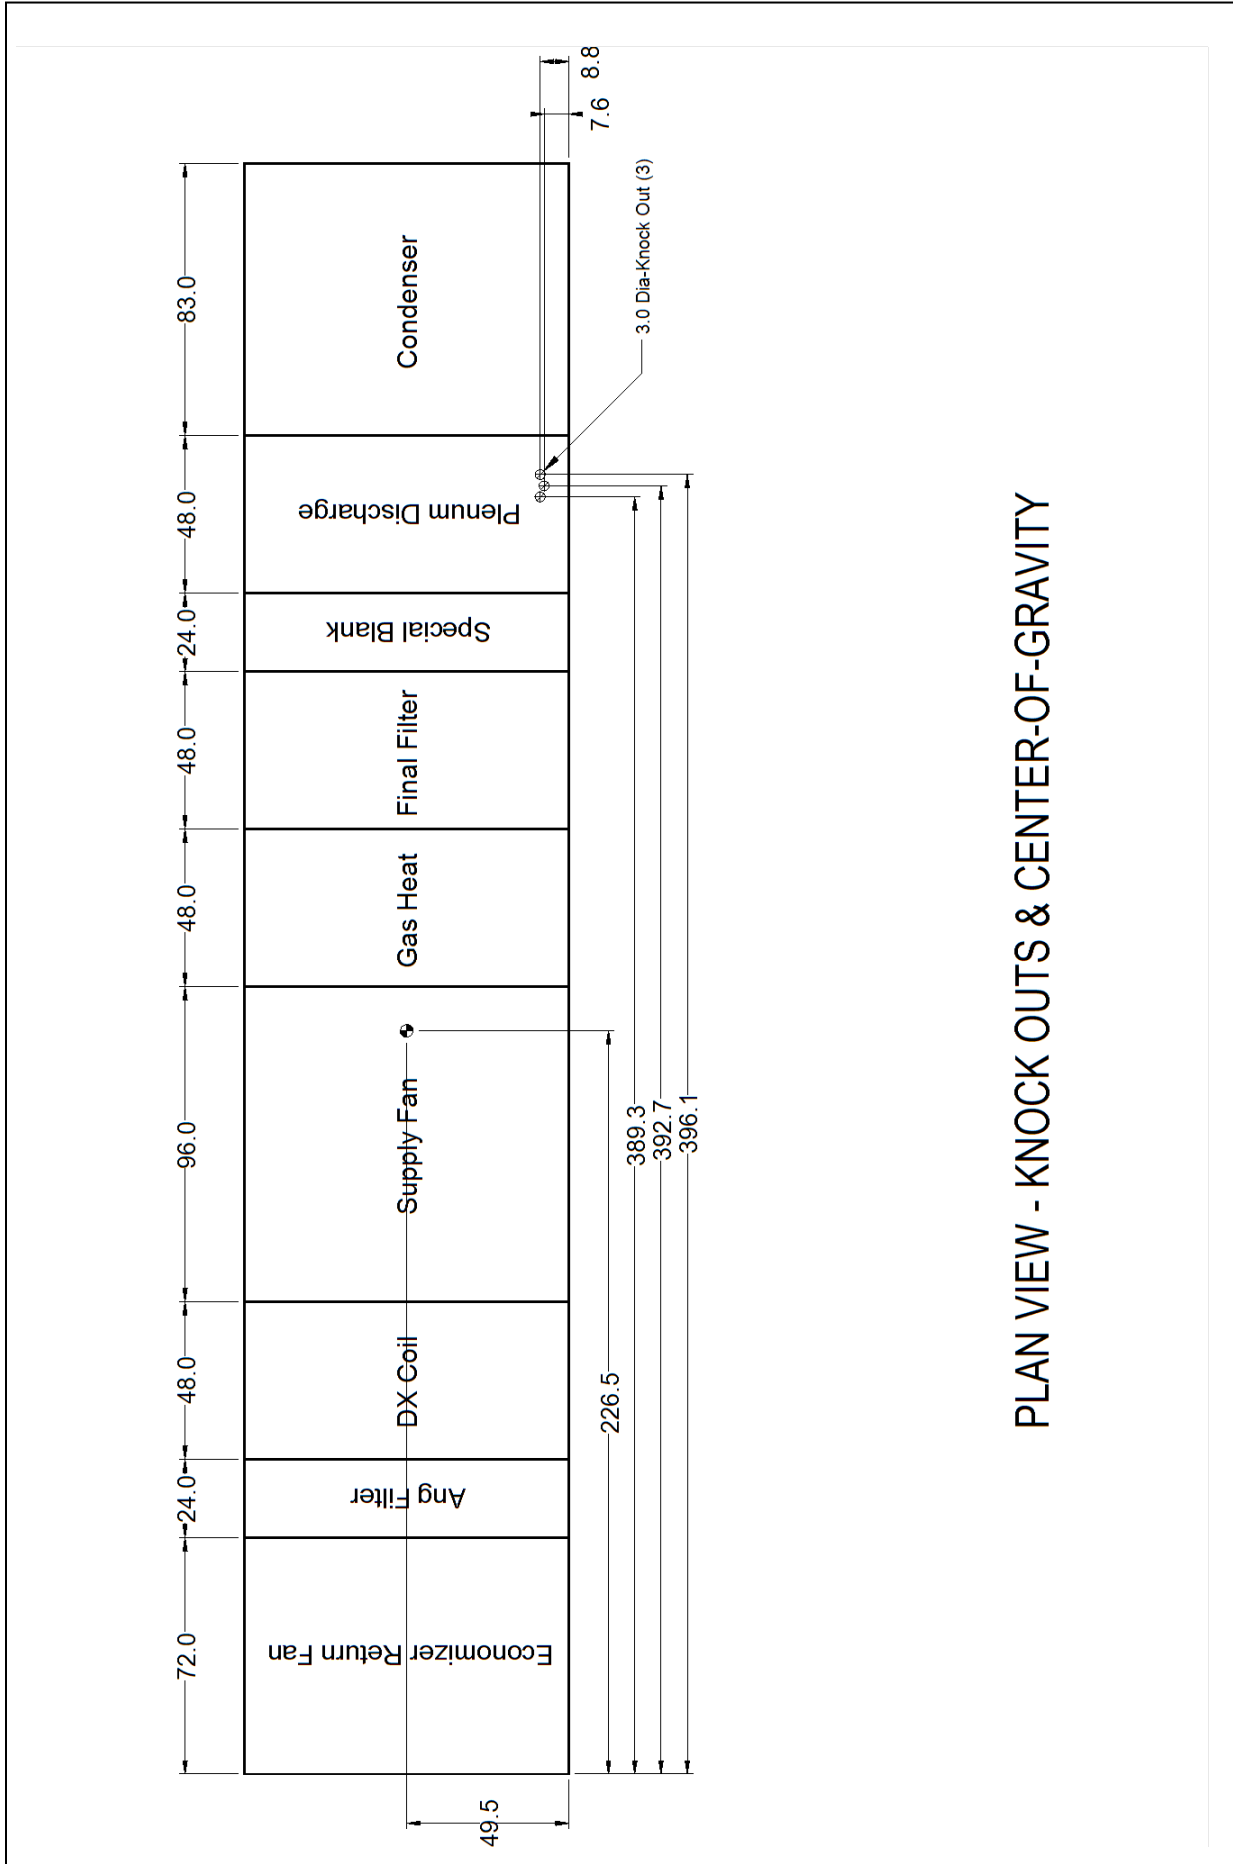 8.8
7.6
3.0 Dia-Knock Out (3)
83.0
48.0
24.0
48.0
48.0
96.0
48.0
24.0
72.0
Condenser
Plenum Discharge
Special Blank
Final Filter
Gas Heat
Supply Fan
DX Coil
Ang Filter
Economizer Return Fan
226.5
389.3
392.7
396.1
49.5
PLAN VIEW - KNOCK OUTS & CENTER-OF-GRAVITY